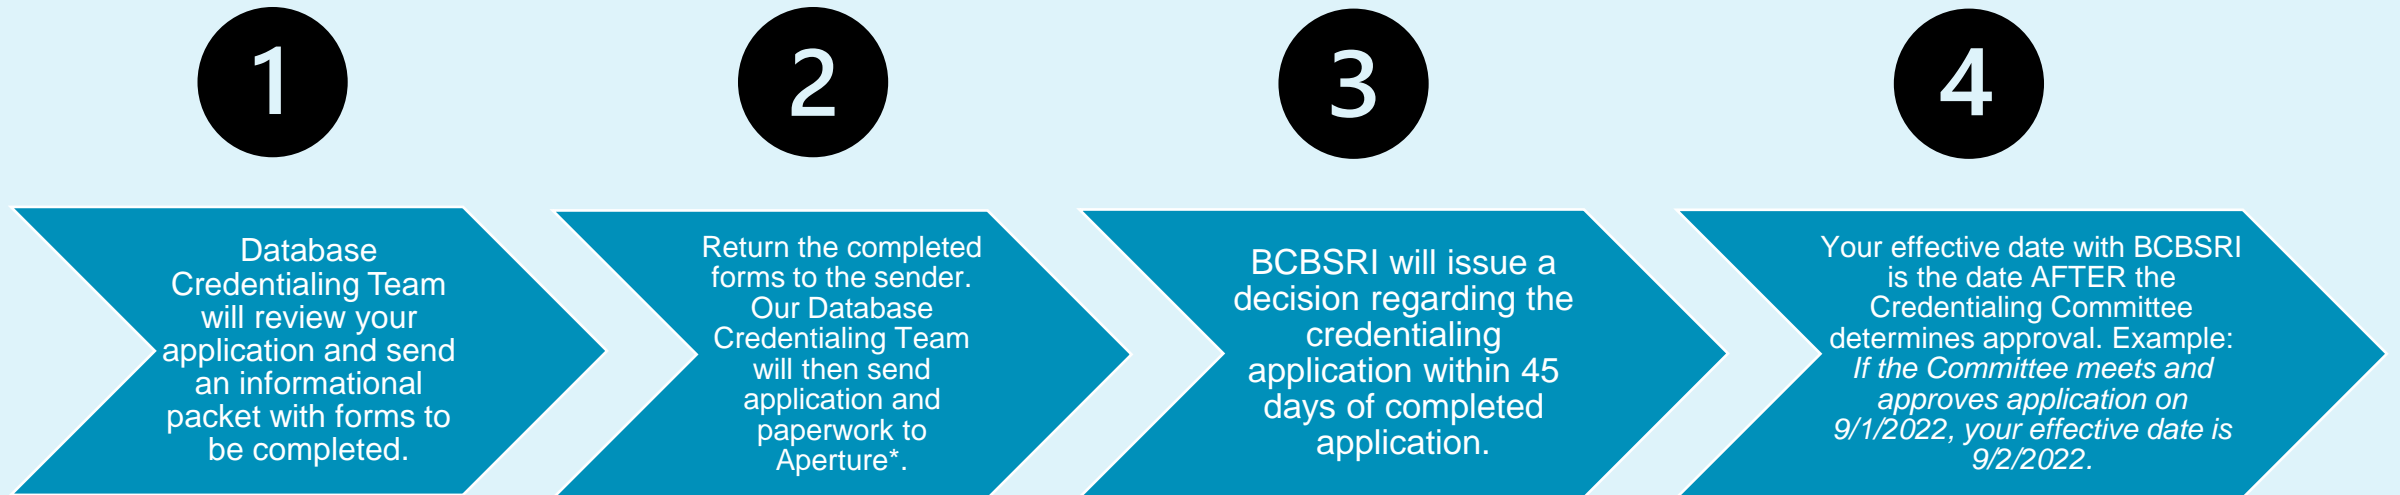 1
Database
Credentialing Team
will review your
application and send
an informational
packet with forms to
be completed.
2
Return the completed
forms to the sender.
Our Database
Credentialing Team
will then send
application and
paperwork to
Aperture*.
3
BCBSRI will issue a
decision regarding the
credentialing
application within 45
days of completed
application.
4
Your effective date with BCBSRI
is the date AFTER the
Credentialing Committee
determines approval. Example:
If the Committee meets and
approves application on
9/1/2022, your effective date is
9/2/2022.